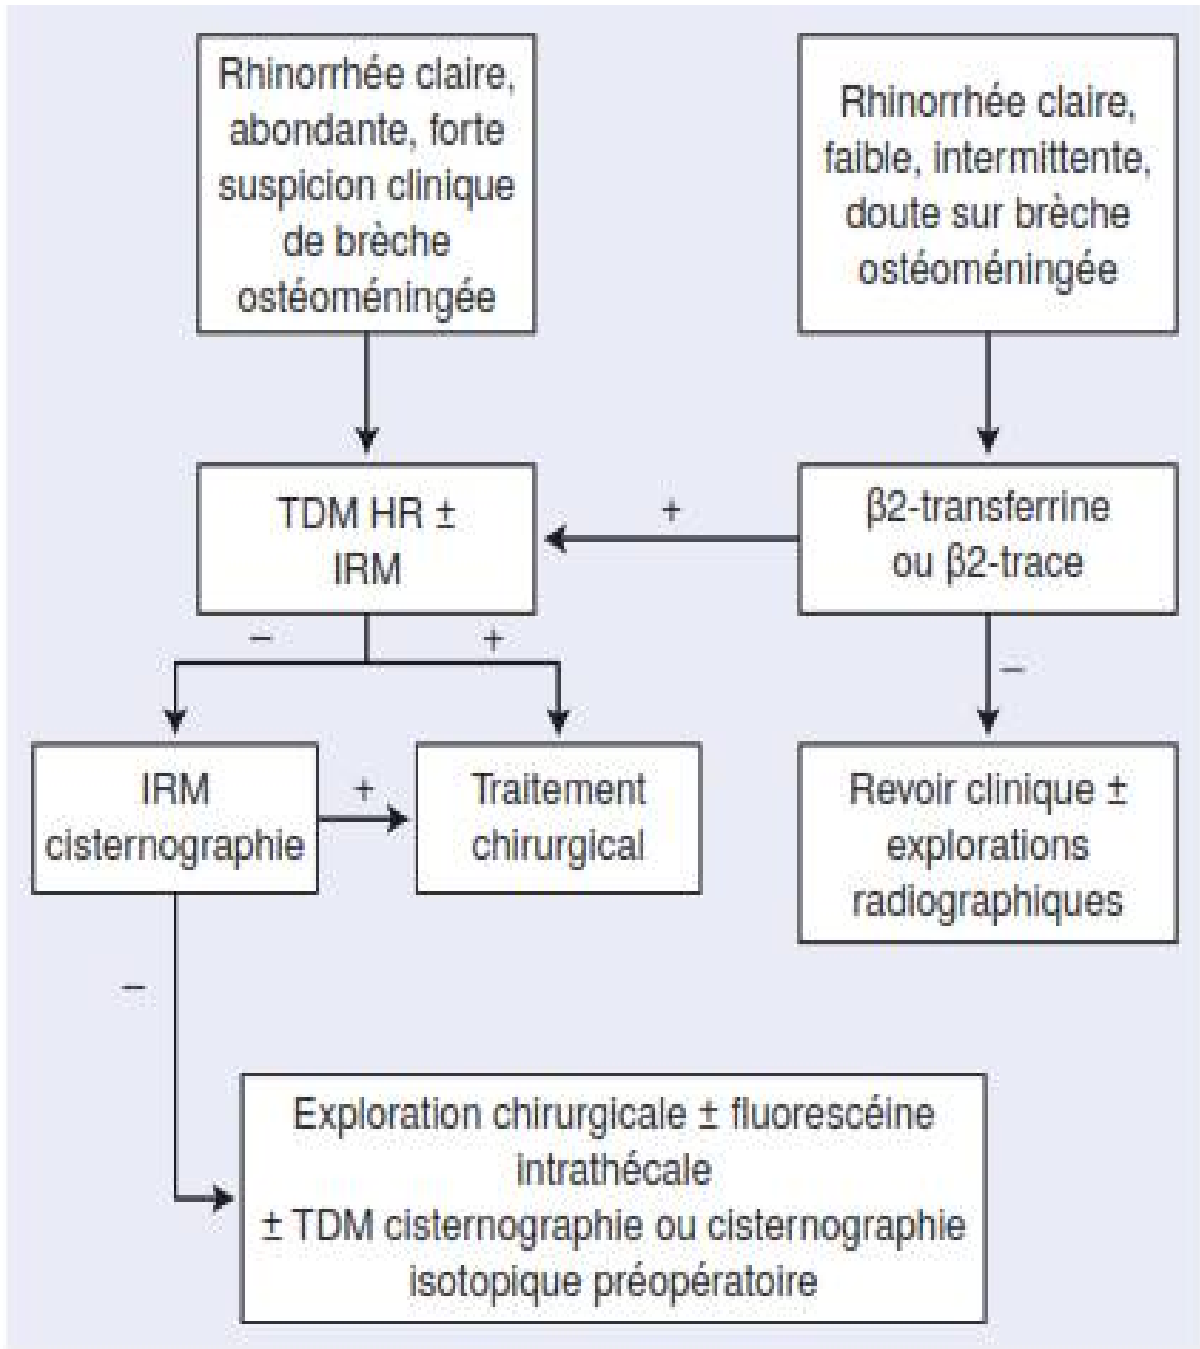 Rhinorrhée claire,
abondante, forte
suspicion clinique
de brèche
ostéoméningée
Rhinorrhée claire,
faible, intermittente,
doute sur brèche
ostéoméningée
TDM HR ±
IRM
+
β2-transferrine
ou β2-trace
−
+
−
IRM
cisternographie
+
Traitement
chirurgical
Revoir clinique ±
explorations
radiographiques
−
Exploration chirurgicale ± fluorescéine
intrathécale
± TDM cisternographie ou cisternographie
isotopique préopératoire